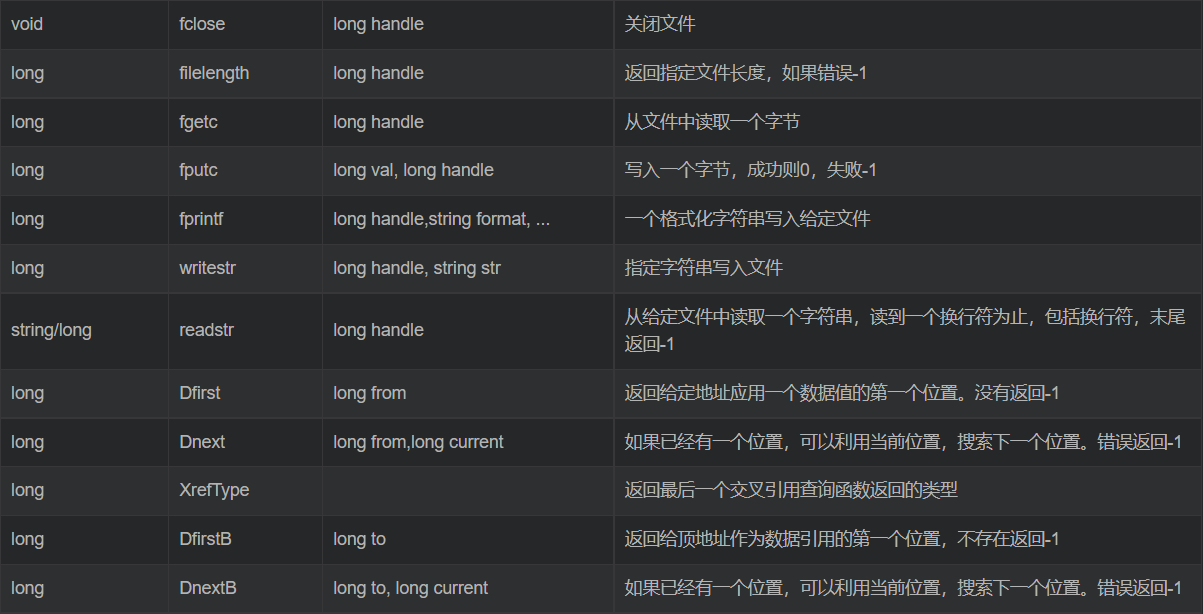 void fclose long handle 关闭文件
long filelength long handle 返回指定文件长度，如果错误-1
long fgetc long handle 从文件中读取一个字节
long fputc long val, long handle 写入一个字节，成功则0，失败-1
long fprintf long handle,string format, ... 一个格式化字符串写入给定文件
long writestr long handle, string str 指定字符串写入文件
string/long readstr long handle 从给定文件中读取一个字符串，读到一个换行符为止，包括换行符，末尾
返回-1
long Dfirst long from 返回给定地址应用一个数据值的第一个位置。没有返回-1
long Dnext long from,long current 如果已经有一个位置，可以利用当前位置，搜索下一个位置。错误返回-1
long XrefType 返回最后一个交叉引用查询函数返回的类型
long DfirstB long to 返回给顶地址作为数据引用的第一个位置，不存在返回-1
long DnextB long to, long current 如果已经有一个位置，可以利用当前位置，搜索下一个位置。错误返回-1